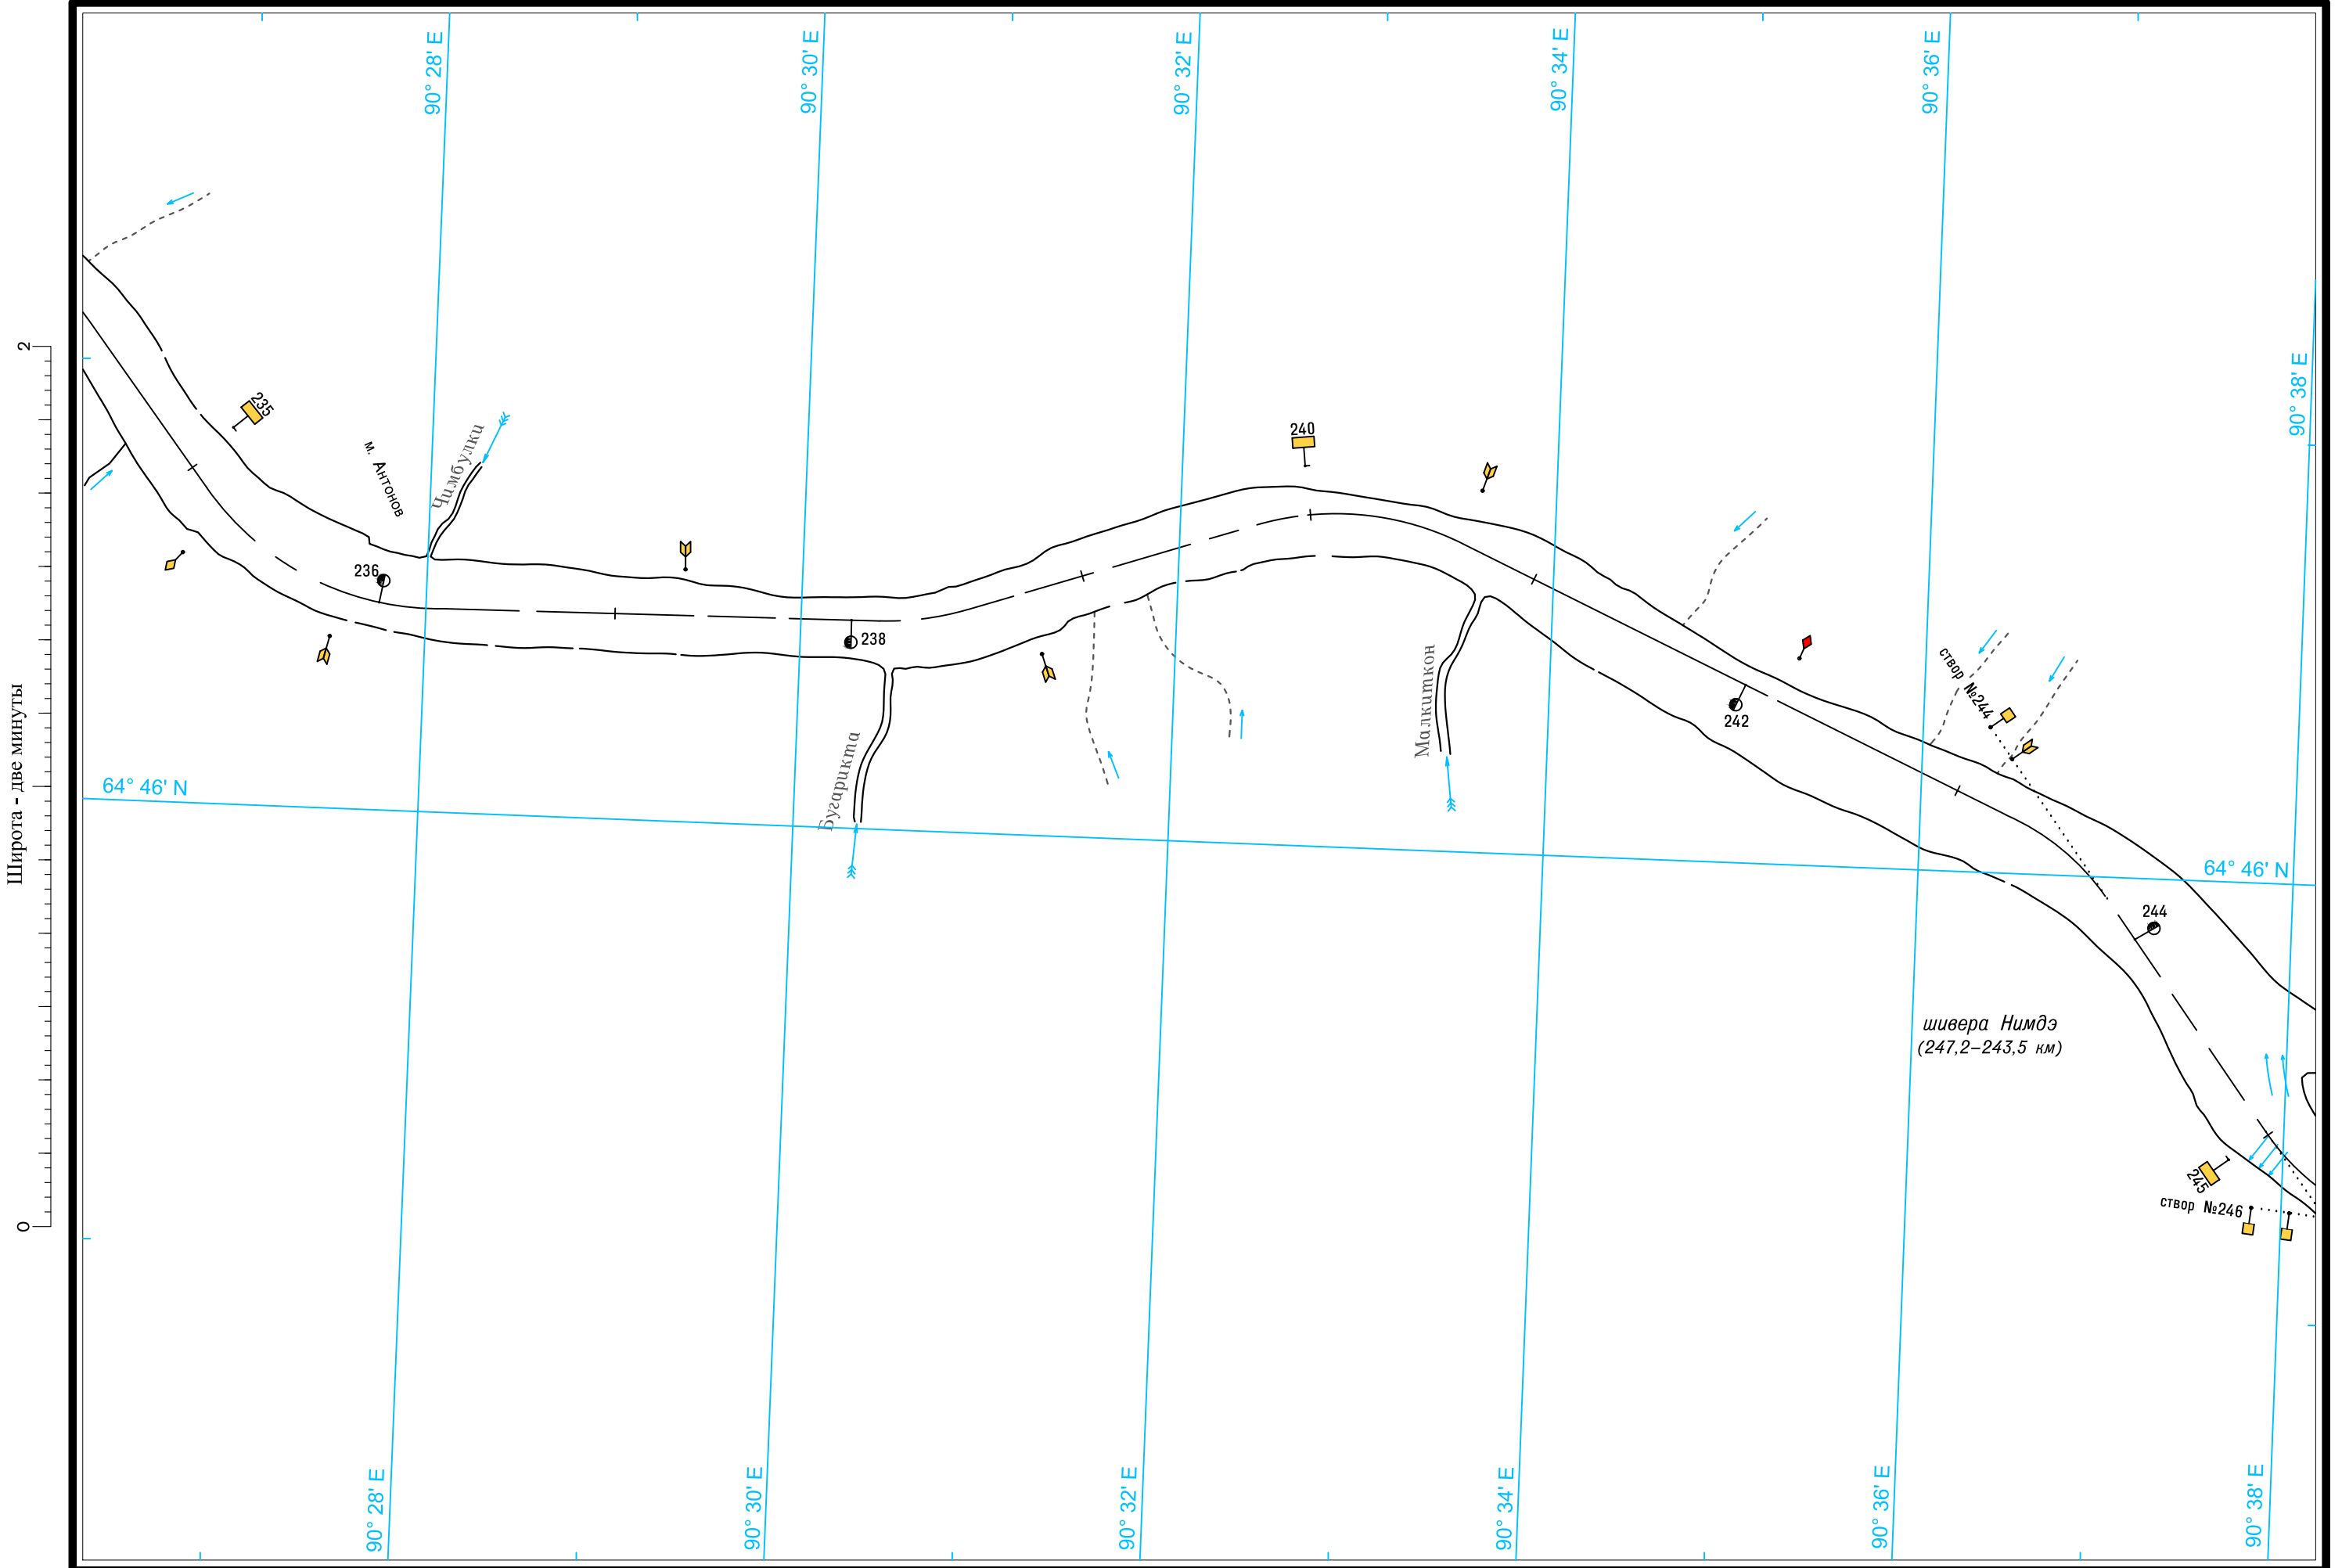 90° 28' E
90° 30' E
90° 32' E
90° 34' E
90° 36' E
90° 38' E
2
235
м. Антонов
Чимбулки
240
236
238
створ №244
242
Малкиткон
Бугарикта
Широта - две минуты
64° 46' N
64° 46' N
244
шивера Нимдэ
(247,2-243,5 км)
245
створ №246
0
90° 28' E
90° 30' E
90° 32' E
90° 34' E
90° 36' E
90° 38' E